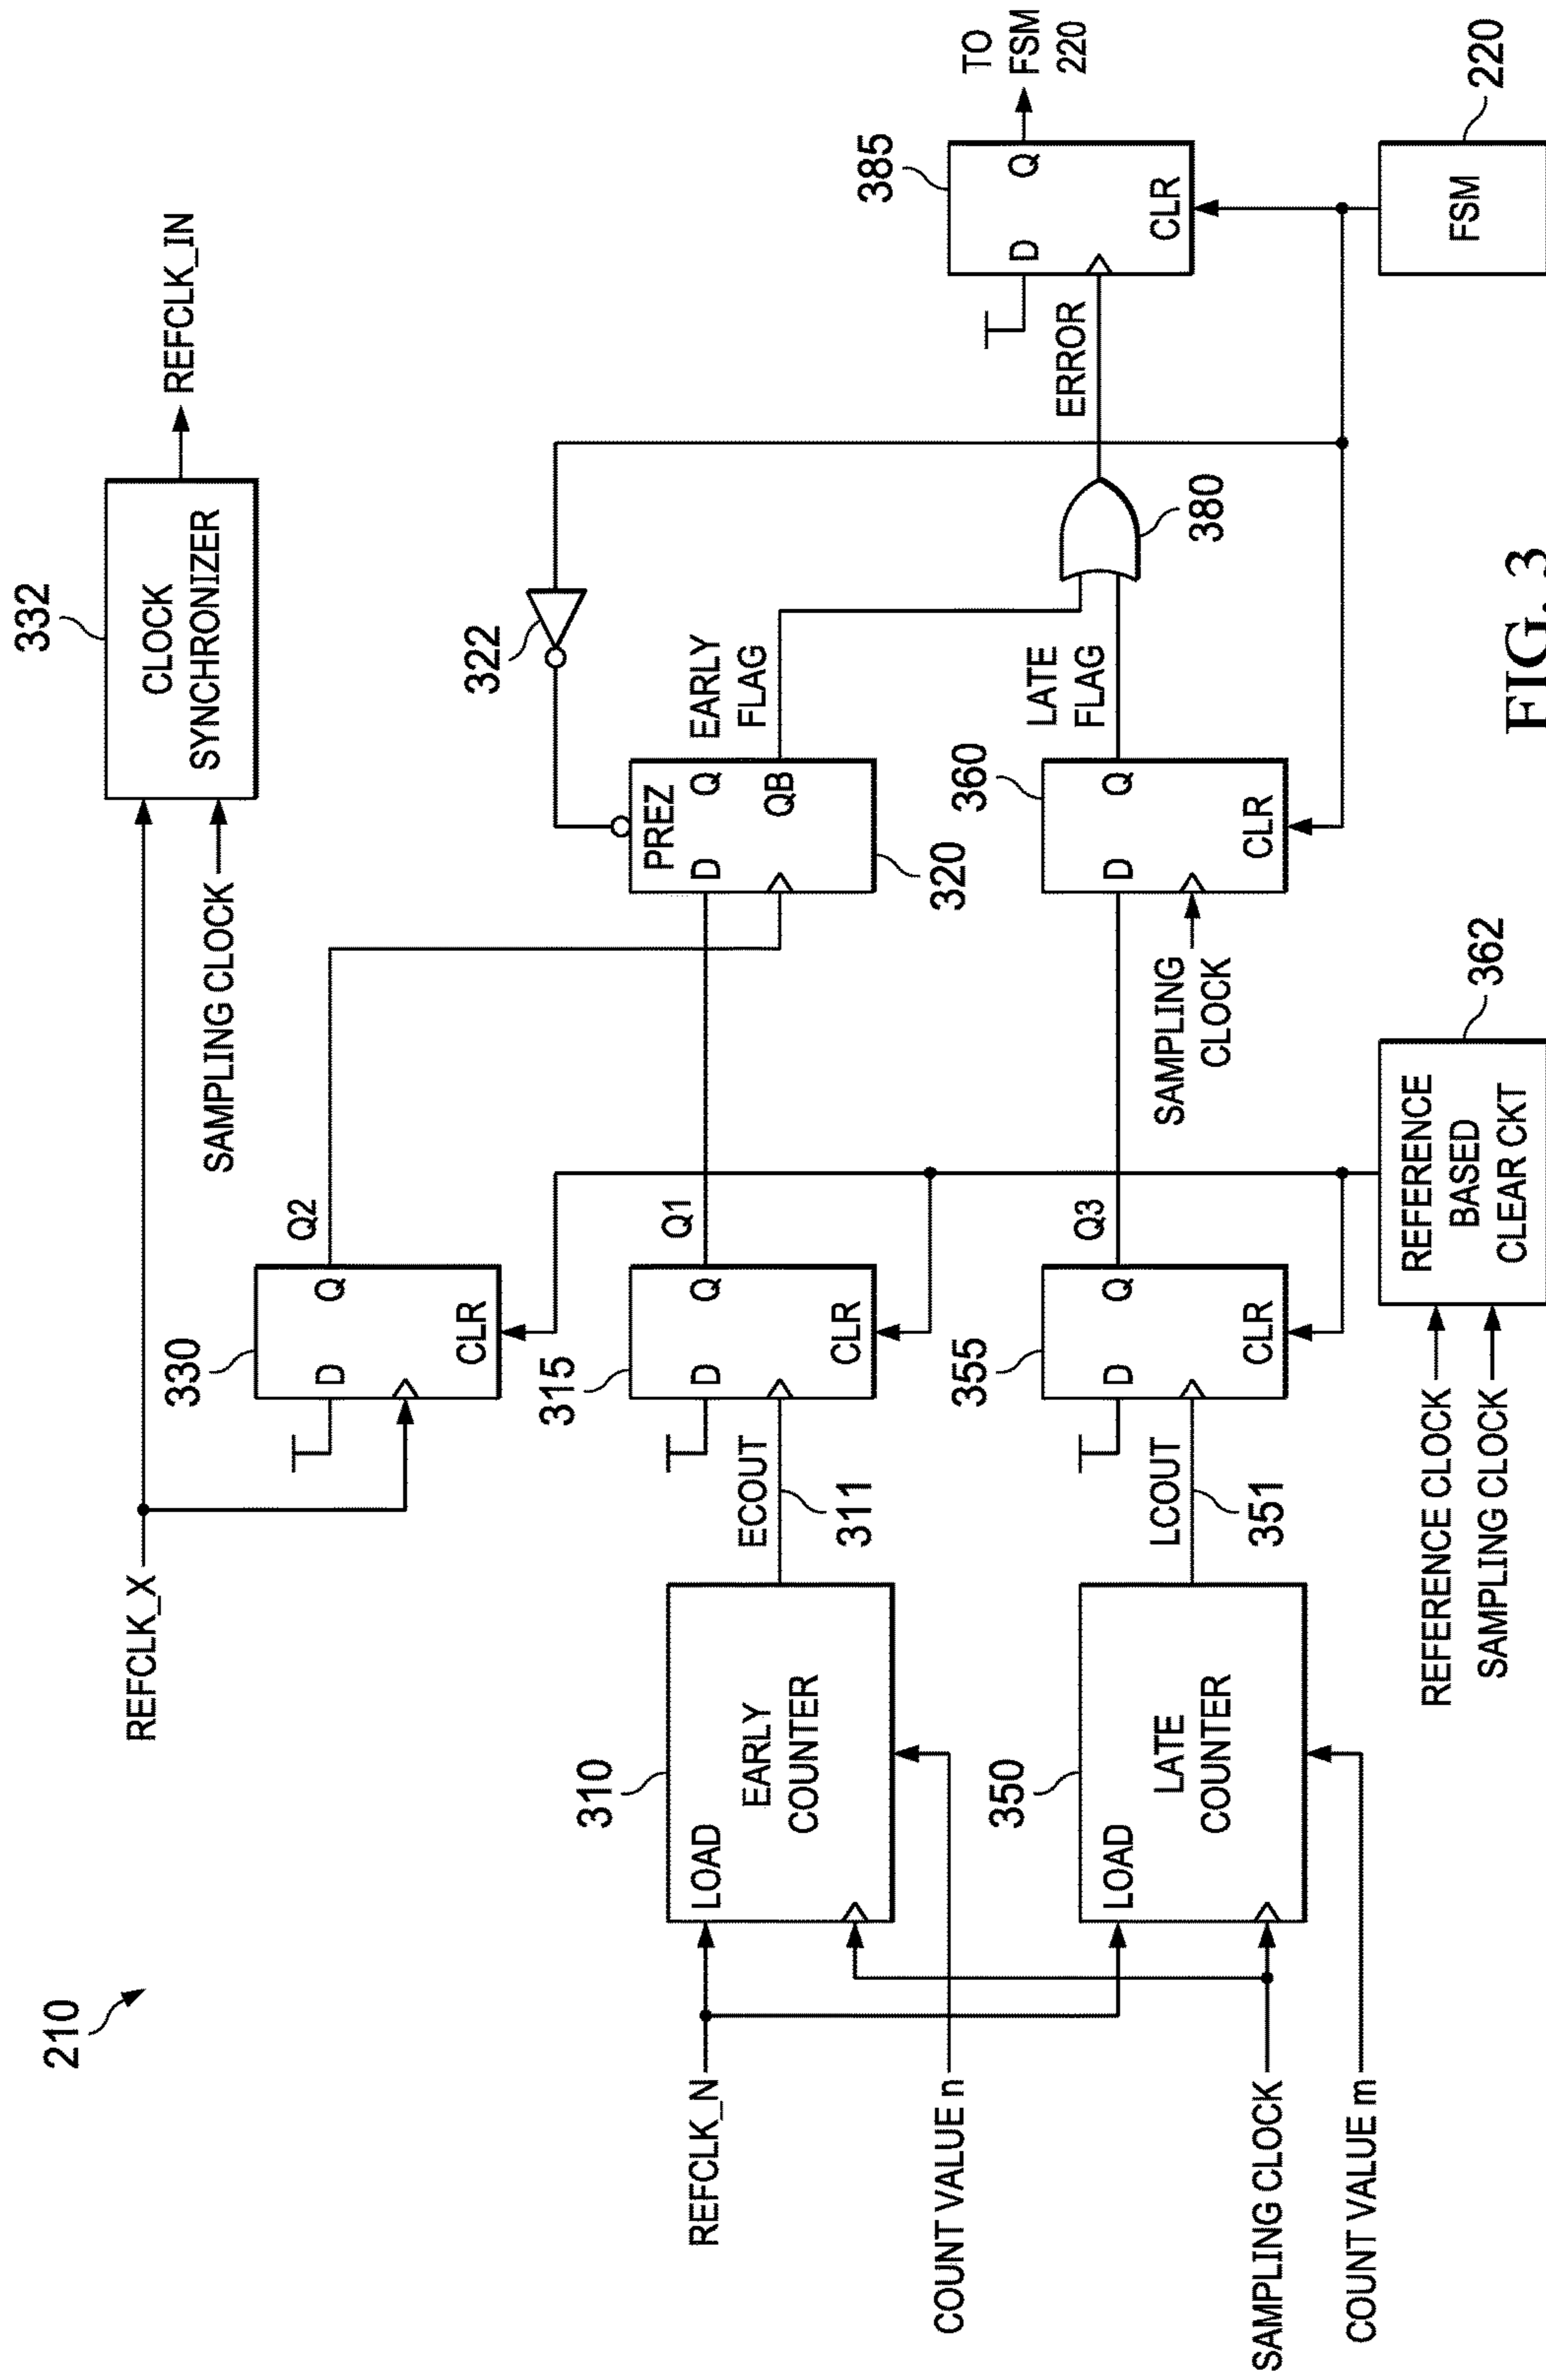 210
332
CLOCK
SYNCHRONIZER
REFCLK_IN
REFCLK_X
SAMPLING CLOCK
330
D
Q
CLR
Q2
322
310
LOAD
EARLY
COUNTER
ECOUT
311
315
D
Q
CLR
Q1
PREZ
D
Q
QB
320
EARLY
FLAG
REFCLK_N
COUNT VALUE n
385
D
Q
CLR
TO
FSM
220
350
LOAD
LATE
COUNTER
LCOUT
351
355
D
Q
CLR
Q3
360
D
Q
CLR
SAMPLING
CLOCK
LATE
FLAG
380
ERROR
SAMPLING CLOCK
COUNT VALUE m
REFERENCE CLOCK
SAMPLING CLOCK
REFERENCE
BASED
CLEAR CKT
362
FSM
220
FIG. 3